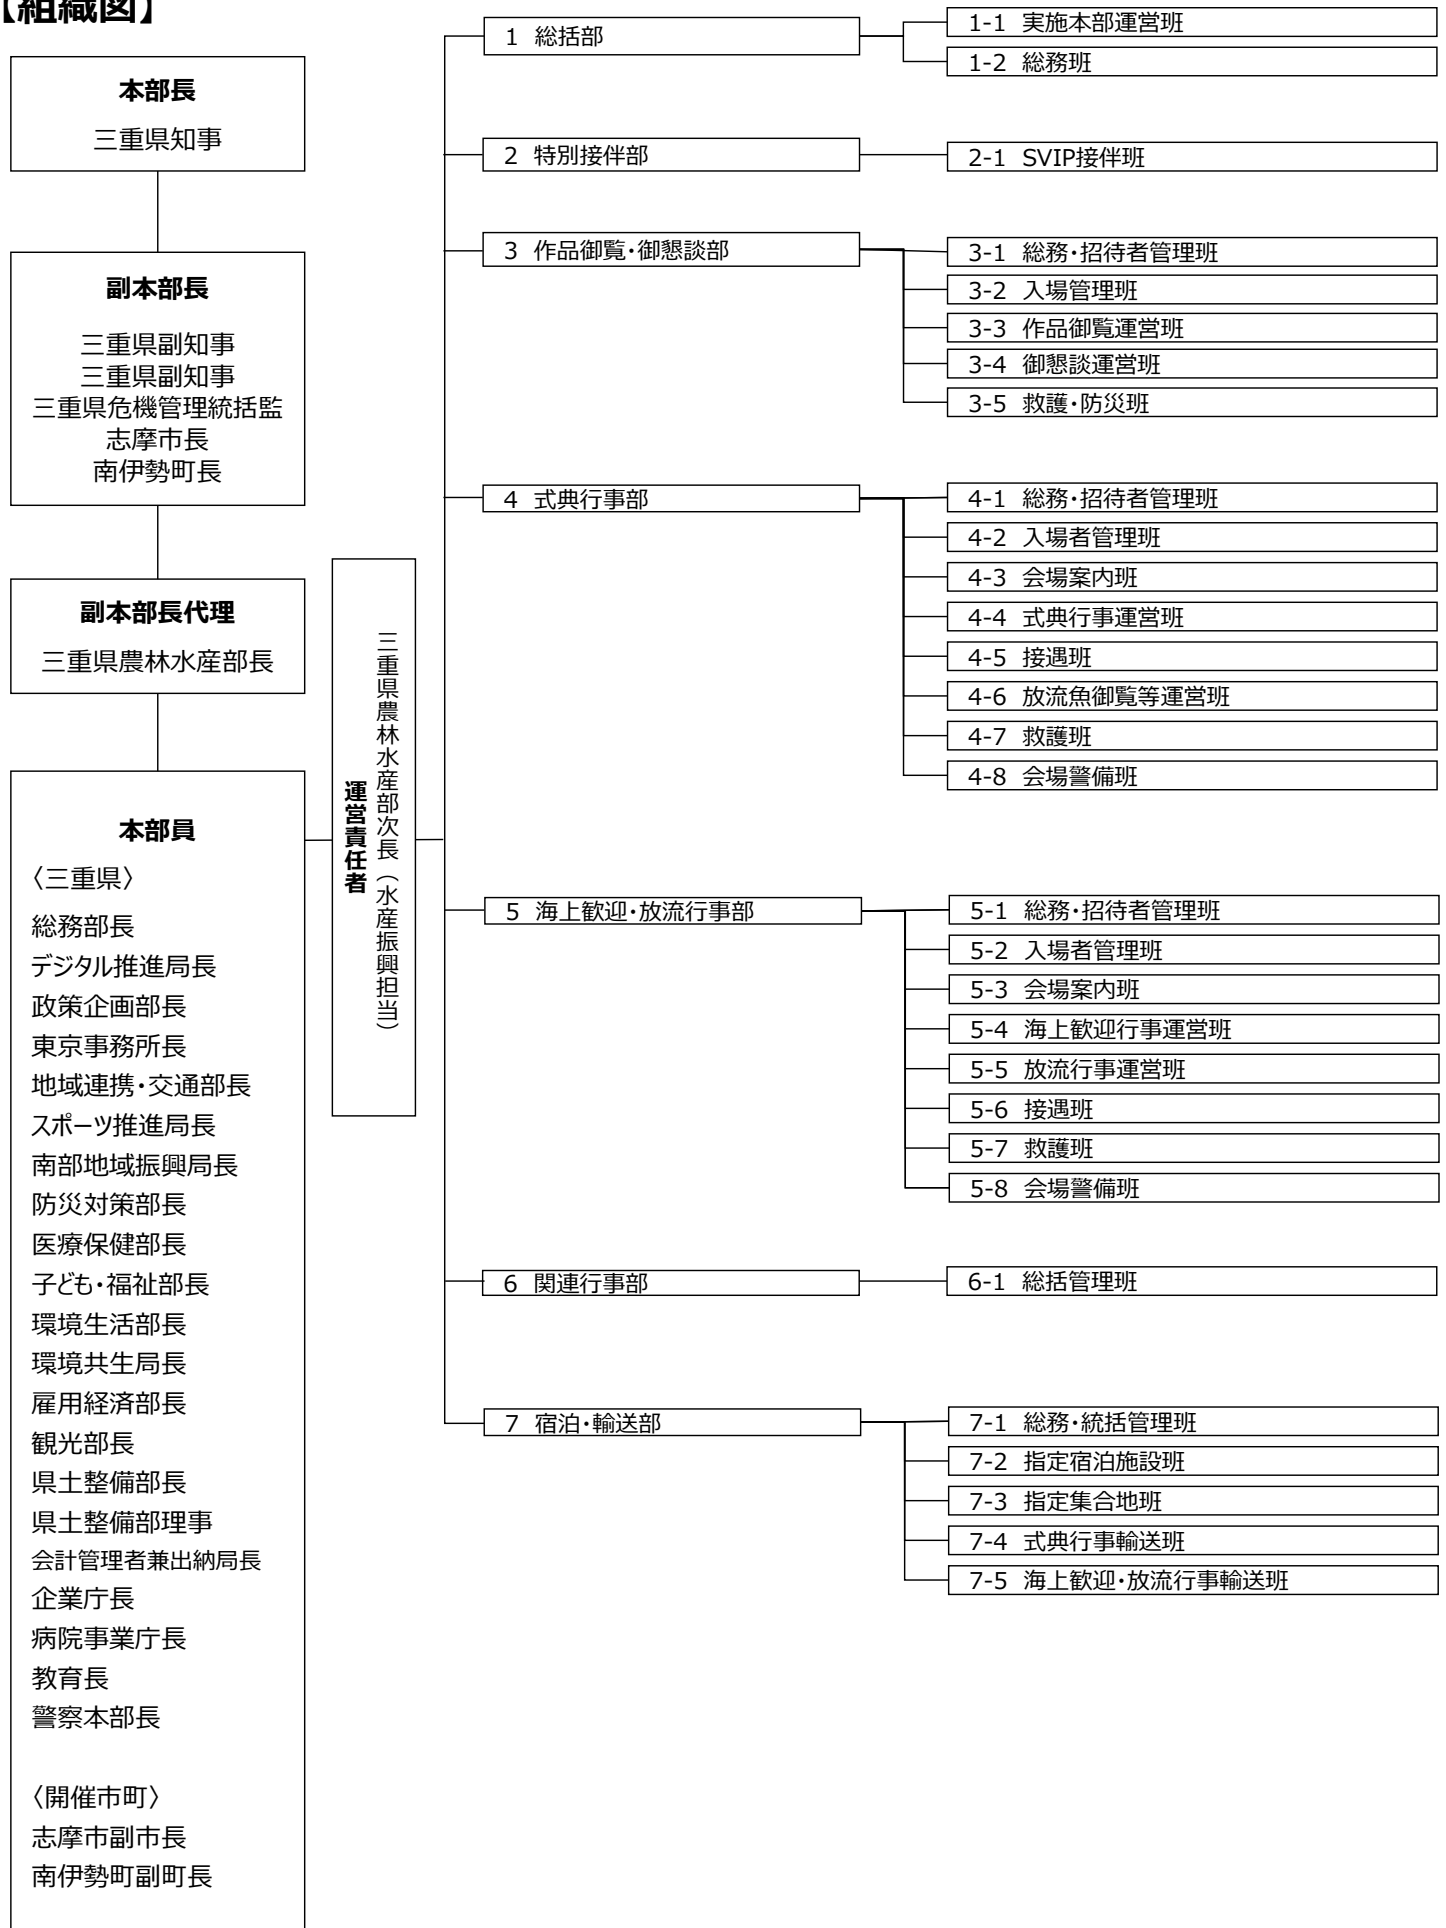 【組織図】
本部長
三重県知事
副本部長
三重県副知事
三重県副知事
三重県危機管理統括監
志摩市長
南伊勢町長
副本部長代理
三重県農林水産部長
本部員
〈三重県〉
総務部長
デジタル推進局長
政策企画部長
東京事務所長
地域連携・交通部長
スポーツ推進局長
南部地域振興局長
防災対策部長
医療保健部長
子ども・福祉部長
環境生活部長
環境共生局長
雇用経済部長
観光部長
県土整備部長
県土整備部理事
会計管理者兼出納局長
企業庁長
病院事業庁長
教育長
警察本部長
〈開催市町〉
志摩市副市長
南伊勢町副町長
運営責任者
三重県農林水産部次長（水産振興担当）
1 総括部
1-1 実施本部運営班
1-2 総務班
2 特別接伴部
2-1 SVIP接伴班
3 作品御覧・御懇談部
3-1 総務・招待者管理班
3-2 入場管理班
3-3 作品御覧運営班
3-4 御懇談運営班
3-5 救護・防災班
4 式典行事部
4-1 総務・招待者管理班
4-2 入場者管理班
4-3 会場案内班
4-4 式典行事運営班
4-5 接遇班
4-6 放流魚御覧等運営班
4-7 救護班
4-8 会場警備班
5 海上歓迎・放流行事部
5-1 総務・招待者管理班
5-2 入場者管理班
5-3 会場案内班
5-4 海上歓迎行事運営班
5-5 放流行事運営班
5-6 接遇班
5-7 救護班
5-8 会場警備班
6 関連行事部
6-1 総括管理班
7 宿泊・輸送部
7-1 総務・統括管理班
7-2 指定宿泊施設班
7-3 指定集合地班
7-4 式典行事輸送班
7-5 海上歓迎・放流行事輸送班